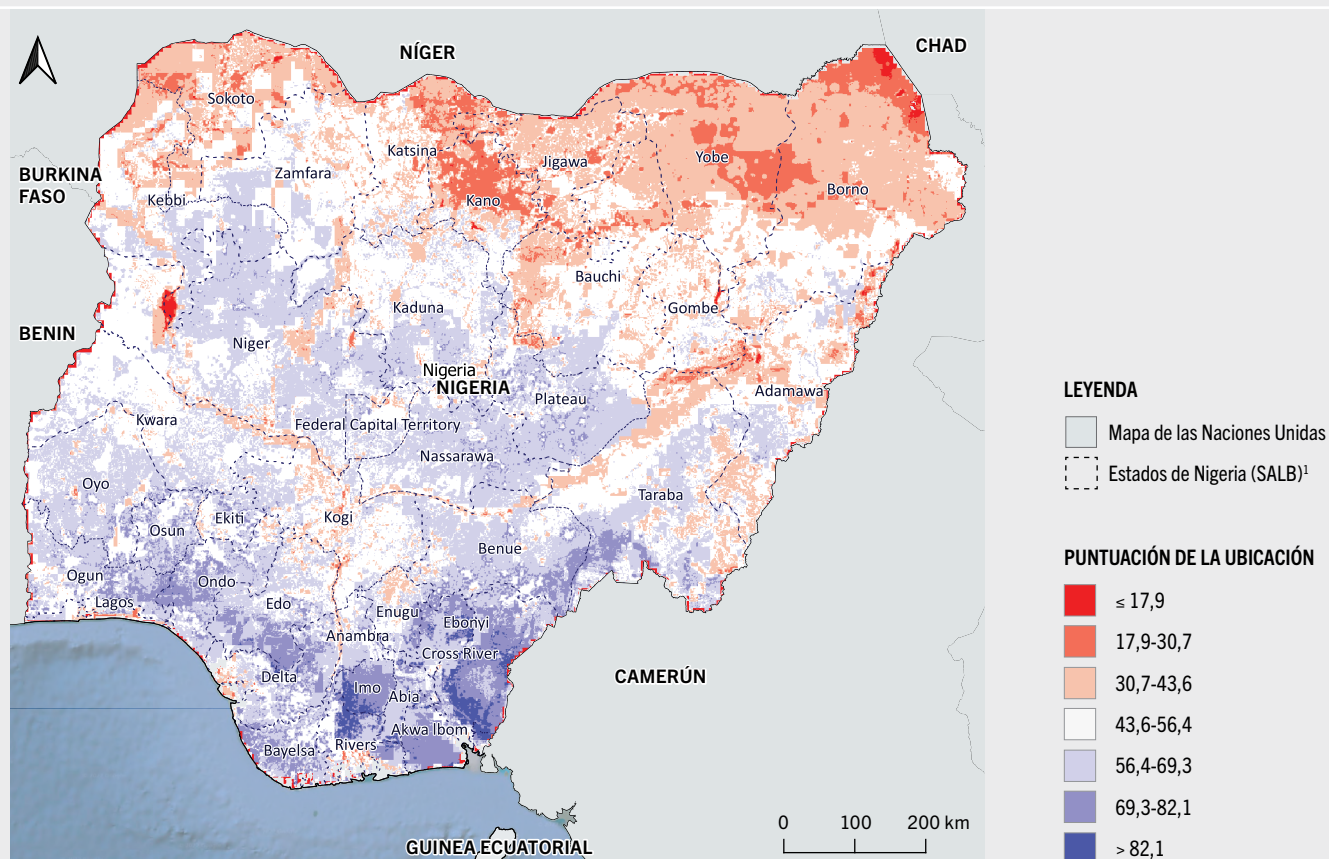 NÍGER
CHAD
Sokoto
Katsina
Jigawa
Yobe
Zamfara
BURKINA
FASO
Kebbi
Kano
Borno
Bauchi
Kaduna
Gombe
BENIN
Niger
Nigeria
NIGERIA
Plateau
Adamawa
Kwara
Federal Capital Territory
Nassarawa
Oyo
Taraba
Ekiti
Kogi
Osun
Benue
Ogun
Ondo
Lagos
Edo
Enugu
Ebonyi
Anambra
Cross River
Delta
Imo
Abia
CAMERÚN
Akwa Ibom
Bayelsa
Rivers
0 100 200 km
GUINEA ECUATORIAL
LEYENDA
Mapa de las Naciones Unidas
Estados de Nigeria (SALB)¹
PUNTUACIÓN DE LA UBICACIÓN
≤ 17,9
17,9-30,7
30,7-43,6
43,6-56,4
56,4-69,3
69,3-82,1
> 82,1